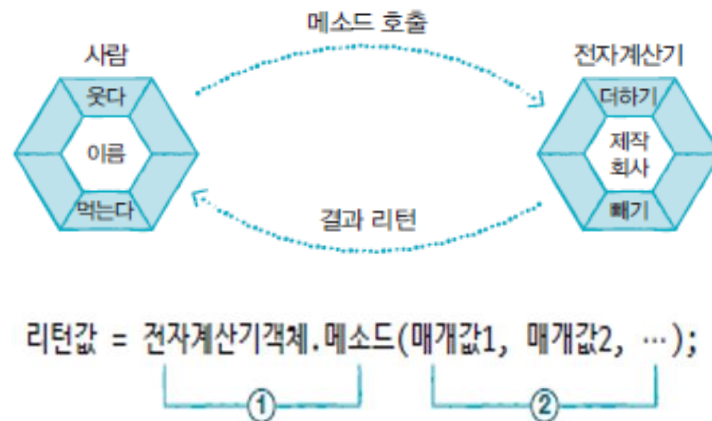 메소드 호출
사람
전자계산기
웃다
이름
먹는다
더하기
제작
회사
빼기
결과 리턴
리턴값 = 전자계산기객체.메소드(매개값1, 매개값2, …);
① ②